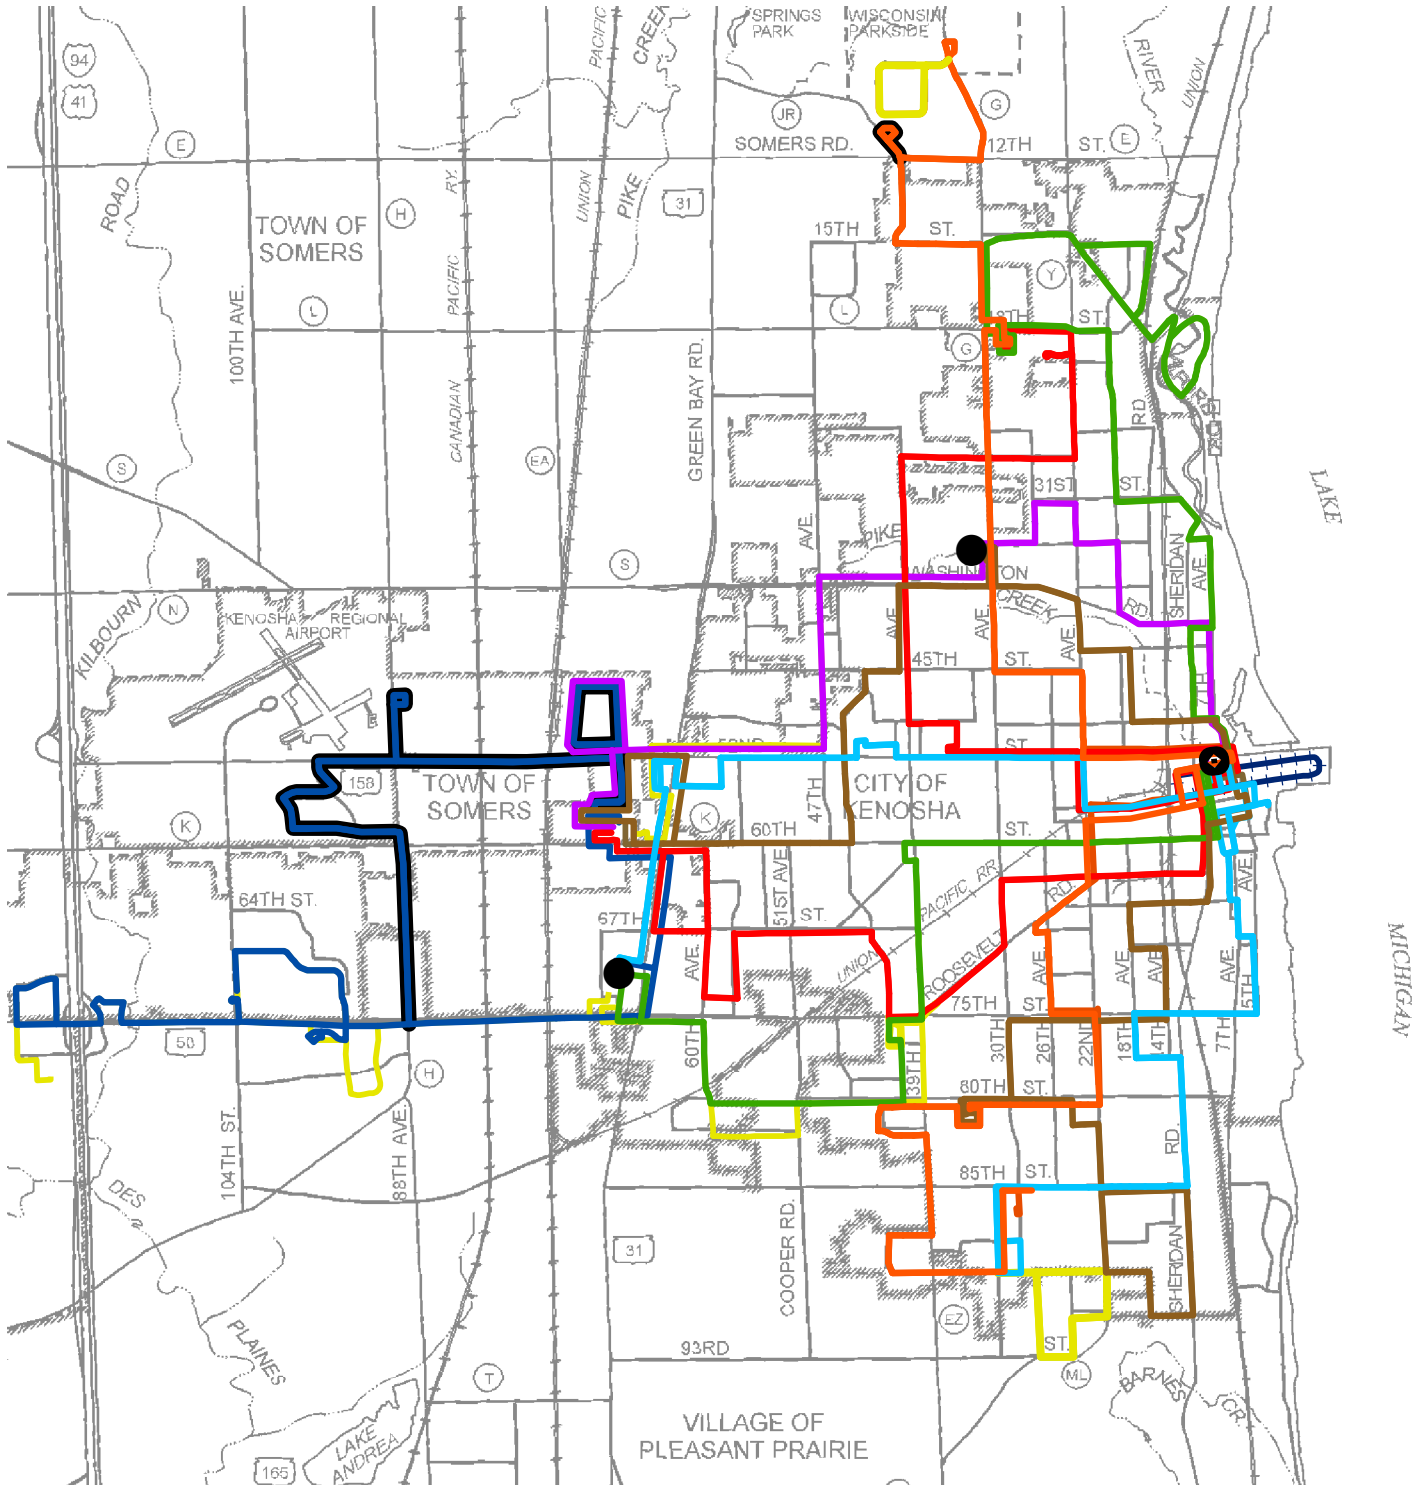 SPRINGS
PARK
WISCONSIN
PARKSIDE
PACIFIC
CREEK
RIVER
UNION
94
41
JR
G
E
SOMERS RD.
12TH
ST.
E
ROAD
RY.
UNION
PIKE
31
H
TOWN OF
SOMERS
15TH
ST.
PACIFIC
Y
L
L
18TH
ST.
100TH AVE.
G
GREEN BAY RD.
CANADIAN
RD.
S
EA
LAKE
31ST
ST.
AVE.
PIKE
SHERIDAN
AVE.
S
WASHINGTON
RD.
CREEK
N
KILBOURN
KENOSHA REGIONAL
AIRPORT
AVE.
AVE.
AVE.
45TH
ST.
7TH
52ND
ST.
158
TOWN OF
SOMERS
CITY OF
KENOSHA
47TH
K
K
60TH
ST.
PACIFIC RR
RD.
AVE.
51ST AVE.
64TH ST.
67TH
ST.
UNION
ROOSEVELT
AVE.
AVE.
AVE.
AVE.
5TH
MICHIGAN
75TH
ST.
50
60TH
39TH
30TH
26TH
22ND
18TH
14TH
7TH
H
80TH
ST.
104TH ST.
88TH AVE.
85TH
ST.
RD.
DES
COOPER RD.
31
SHERIDAN
EZ
PLAINES
93RD
ST.
T
ML
BARNES
CR.
VILLAGE OF
PLEASANT PRAIRIE
LAKE
ANDREA
165